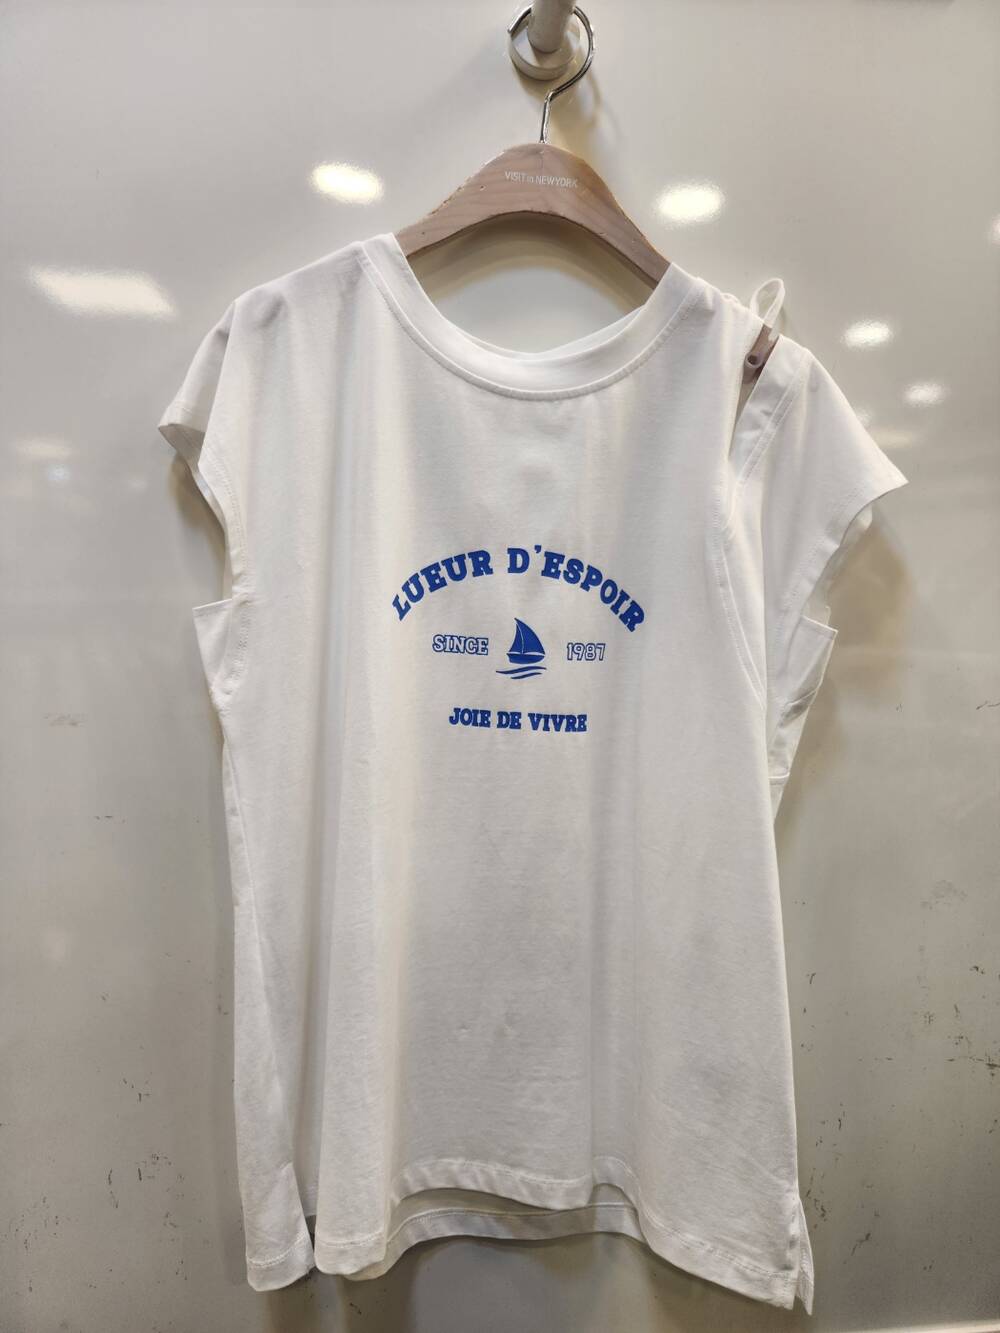 VISIT in NEWYORK
LUEUR D'ESPOIR
SINCE 1987
JOIE DE VIVRE